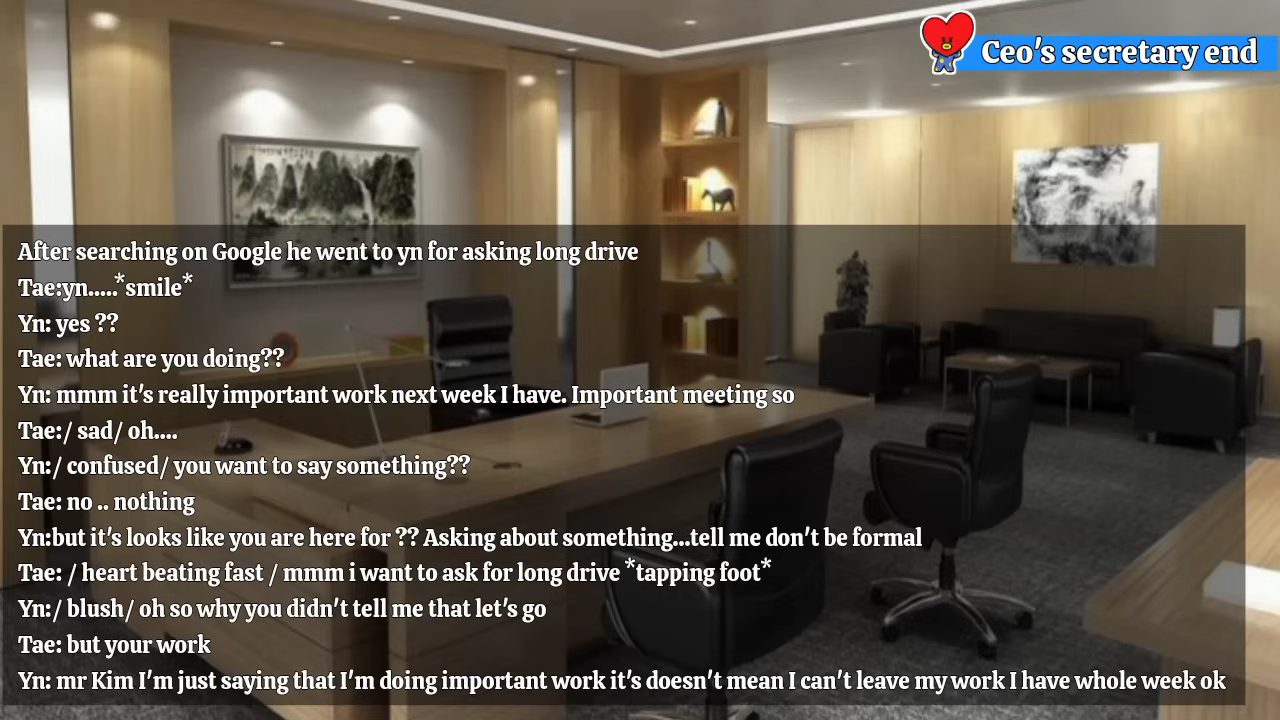 Ceo's secretary end
After searching on Google he went to yn for asking long drive
Tae:yn.....*smile*
Yn: yes ??
Tae: what are you doing??
Yn: mmm it's really important work next week I have. Important meeting so
Tae:/ sad/ oh....
Yn:/ confused/ you want to say something??
Tae: no .. nothing
Yn:but it's looks like you are here for ?? Asking about something...tell me don't be formal
Tae: / heart beating fast / mmm i want to ask for long drive *tapping foot*
Yn:/ blush/ oh so why you didn't tell me that let's go
Tae: but your work
Yn: mr Kim I'm just saying that I'm doing important work it's doesn't mean I can't leave my work I have whole week ok